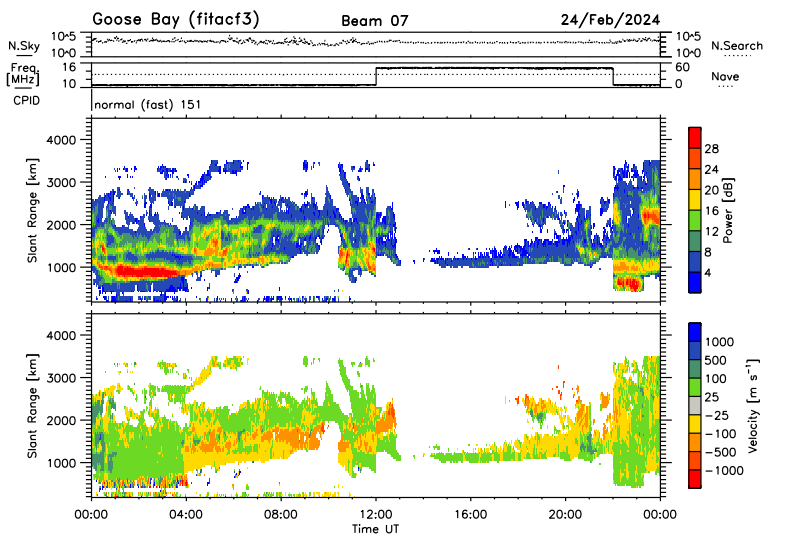 Goose Bay (fitacf3) Beam 07 24/Feb/2024
N.Sky 10^5 10^0 10^5 10^0 N.Search
Freq. [MHz] 16 10 60 0 Nave
CPID normal (fast) 151
Slant Range [km] 4000 3000 2000 1000
Power [dB] 28 24 20 16 12 8 4
Slant Range [km] 4000 3000 2000 1000
Velocity [m s⁻¹] 1000 500 100 25 −25 −100 −500 −1000
00:00 04:00 08:00 12:00 16:00 20:00 00:00
Time UT